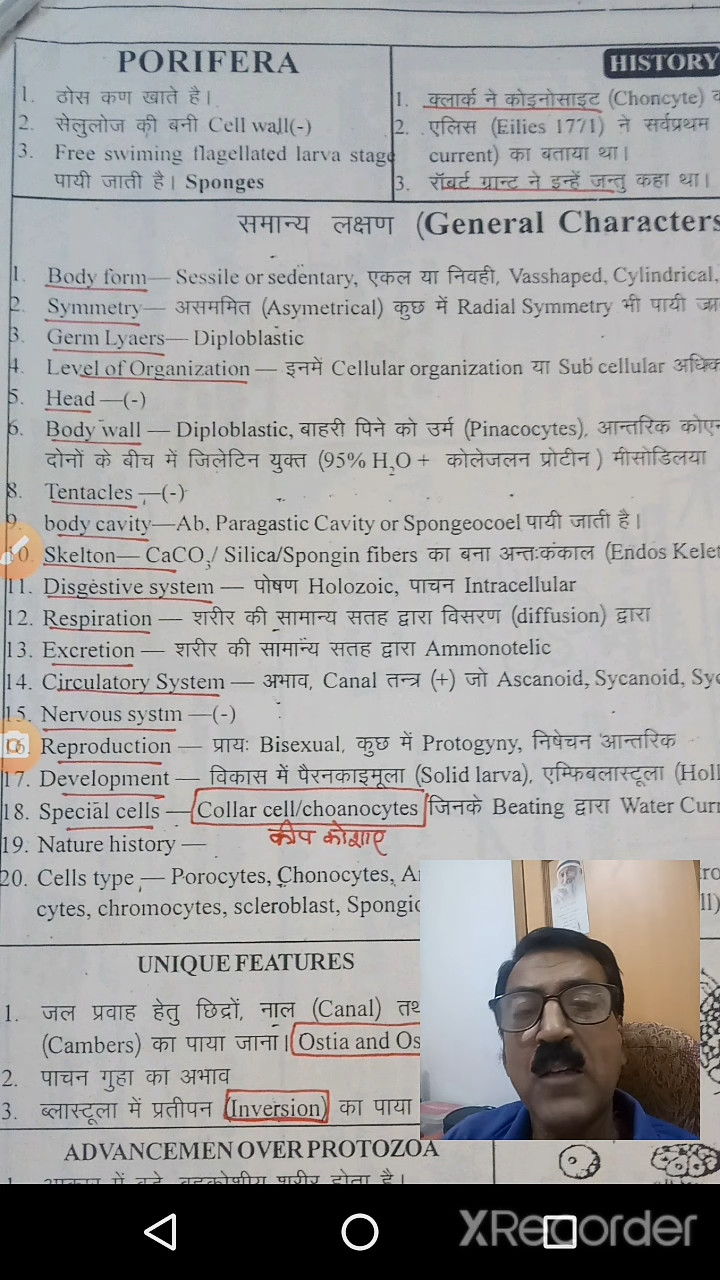 PORIFERA
1. ठोस कण खाते है।
2. सेलुलोज की बनी Cell wall(-)
3. Free swiming flagellated larva stage
पायी जाती है। Sponges
HISTORY
1. क्लार्क ने कोइनोसाइट (Choncyte)
2. एलिस (Eilies 1771) ने सर्वप्रथम
current) का बताया था।
3. रॉबर्ट ग्रान्ट ने इन्हें जन्तु कहा था।
समान्य लक्षण (General Characters
1. Body form— Sessile or sedentary, एकल या निवही, Vasshaped, Cylindrical,
2. Symmetry— असममित (Asymetrical) कुछ में Radial Symmetry भी पायी
3. Germ Lyaers— Diploblastic
4. Level of Organization — इनमें Cellular organization या Sub cellular
5. Head —(-)
6. Body wall — Diploblastic, बाहरी पिने को उर्म (Pinacocytes), आन्तरिक
दोनों के बीच में जिलेटिन युक्त (95% H₂O + कोलेजलन प्रोटीन ) मीसोडिलया
8. Tentacles —(-)
9. body cavity—Ab, Paragastic Cavity or Spongeocoel पायी जाती है।
10. Skelton— CaCO₃/ Silica/Spongin fibers का बना अन्तःकंकाल (Endos Kelet
11. Disgestive system — पोषण Holozoic, पाचन Intracellular
12. Respiration — शरीर की सामान्य सतह द्वारा विसरण (diffusion) द्वारा
13. Excretion — शरीर की सामान्य सतह द्वारा Ammonotelic
14. Circulatory System — अभाव, Canal तन्त्र (+) जो Ascanoid, Sycanoid,
15. Nervous systm —(-)
16. Reproduction — प्रायः Bisexual, कुछ में Protogyny, निषेचन आन्तरिक
17. Development — विकास में पैरनकाइमूला (Solid larva), एम्फिबलास्टूला (Holl
18. Special cells — Collar cell/choanocytes जिनके Beating द्वारा Water Curr
कीप कोशाए
19. Nature history —
20. Cells type — Porocytes, Chonocytes,
cytes, chromocytes, scleroblast,
UNIQUE FEATURES
1. जल प्रवाह हेतु छिद्रों, नाल (Canal)
(Cambers) का पाया जाना। Ostia and Os
2. पाचन गुहा का अभाव
3. ब्लास्टूला में प्रतीपन (Inversion) का पाया
ADVANCEMEN OVER PROTOZOA
XRecorder